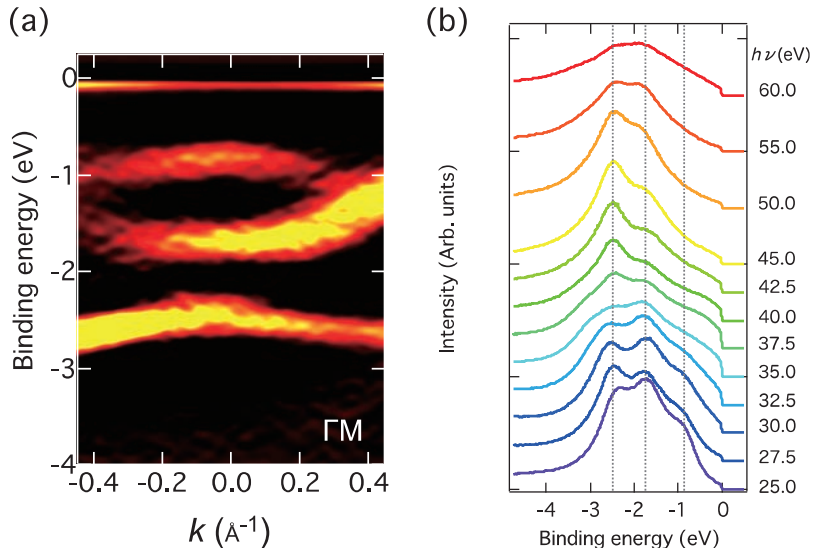 (a)
0
-1
-2
-3
-4
Binding energy (eV)
ΓM
-0.4 -0.2 0.0 0.2 0.4
k (Å-1)
(b)
hν(eV)
60.0
55.0
50.0
45.0
42.5
40.0
37.5
35.0
32.5
30.0
27.5
25.0
Intensity (Arb. units)
-4 -3 -2 -1 0
Binding energy (eV)